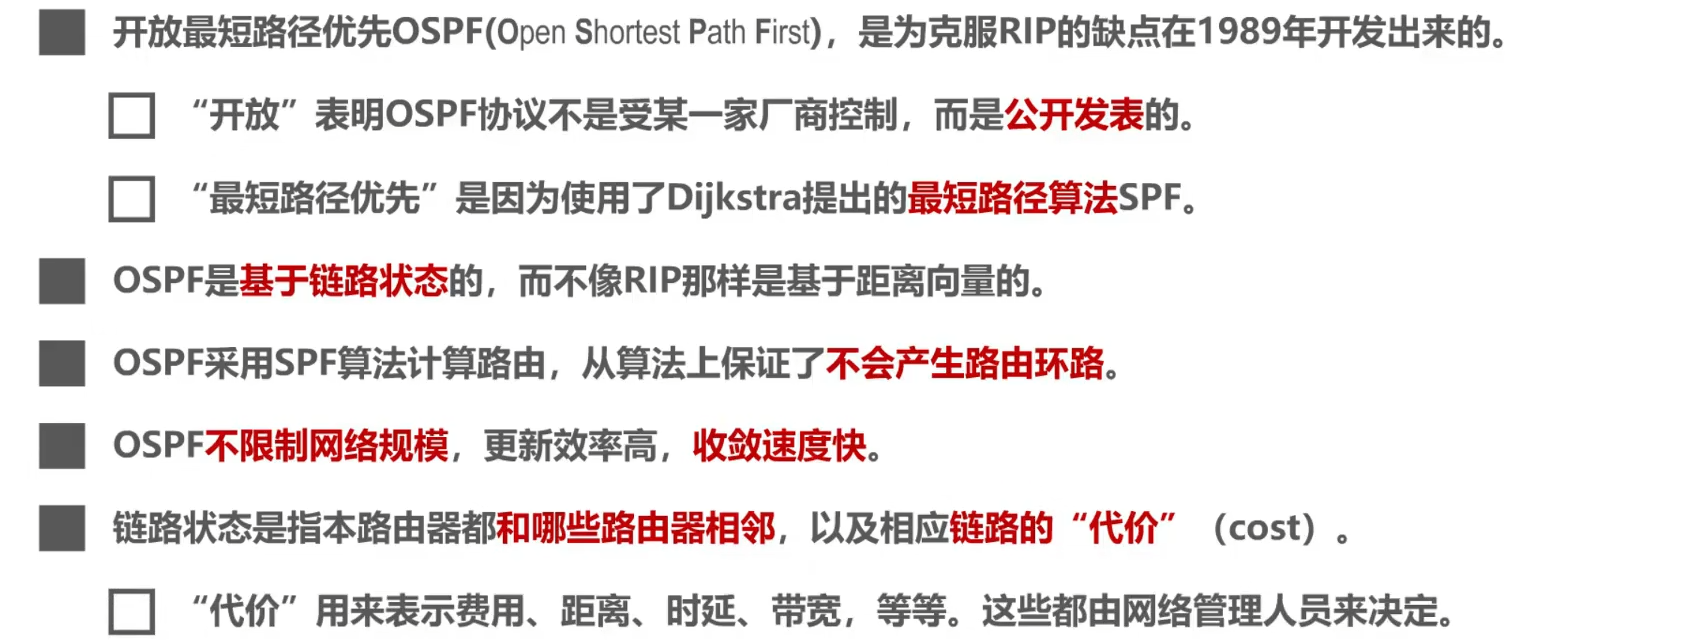 开放最短路径优先OSPF(Open Shortest Path First)，是为克服RIP的缺点在1989年开发出来的。
“开放”表明OSPF协议不是受某一家厂商控制，而是公开发表的。
“最短路径优先”是因为使用了Dijkstra提出的最短路径算法SPF。
OSPF是基于链路状态的，而不像RIP那样是基于距离向量的。
OSPF采用SPF算法计算路由，从算法上保证了不会产生路由环路。
OSPF不限制网络规模，更新效率高，收敛速度快。
链路状态是指本路由器都和哪些路由器相邻，以及相应链路的“代价”（cost）。
“代价”用来表示费用、距离、时延、带宽，等等。这些都由网络管理人员来决定。